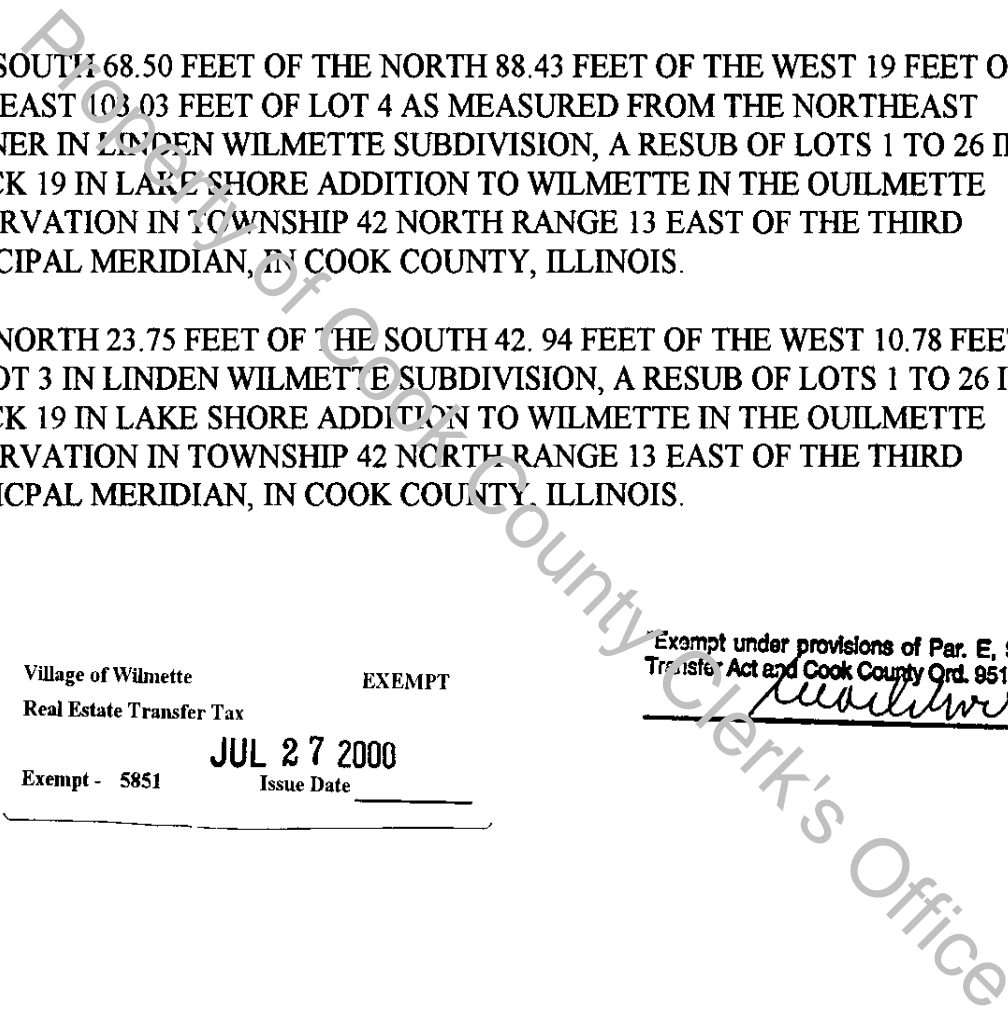 SOUTH 68.50 FEET OF THE NORTH 88.43 FEET OF THE WEST 19 FEET O
EAST 103.03 FEET OF LOT 4 AS MEASURED FROM THE NORTHEAST
NER IN LINDEN WILMETTE SUBDIVISION, A RESUB OF LOTS 1 TO 26 I
CK 19 IN LAKE SHORE ADDITION TO WILMETTE IN THE OUILMETTE
RVATION IN TOWNSHIP 42 NORTH RANGE 13 EAST OF THE THIRD
CIPAL MERIDIAN, IN COOK COUNTY, ILLINOIS.
NORTH 23.75 FEET OF THE SOUTH 42. 94 FEET OF THE WEST 10.78 FEE
OT 3 IN LINDEN WILMETTE SUBDIVISION, A RESUB OF LOTS 1 TO 26 I
CK 19 IN LAKE SHORE ADDITION TO WILMETTE IN THE OUILMETTE
RVATION IN TOWNSHIP 42 NORTH RANGE 13 EAST OF THE THIRD
ICPAL MERIDIAN, IN COOK COUNTY, ILLINOIS.
Village of Wilmette EXEMPT
Real Estate Transfer Tax
JUL 27 2000
Exempt - 5851 Issue Date
"Exempt under provisions of Par. E,
Transfer Act and Cook County Ord. 951
Property of Cook County Clerk's Office